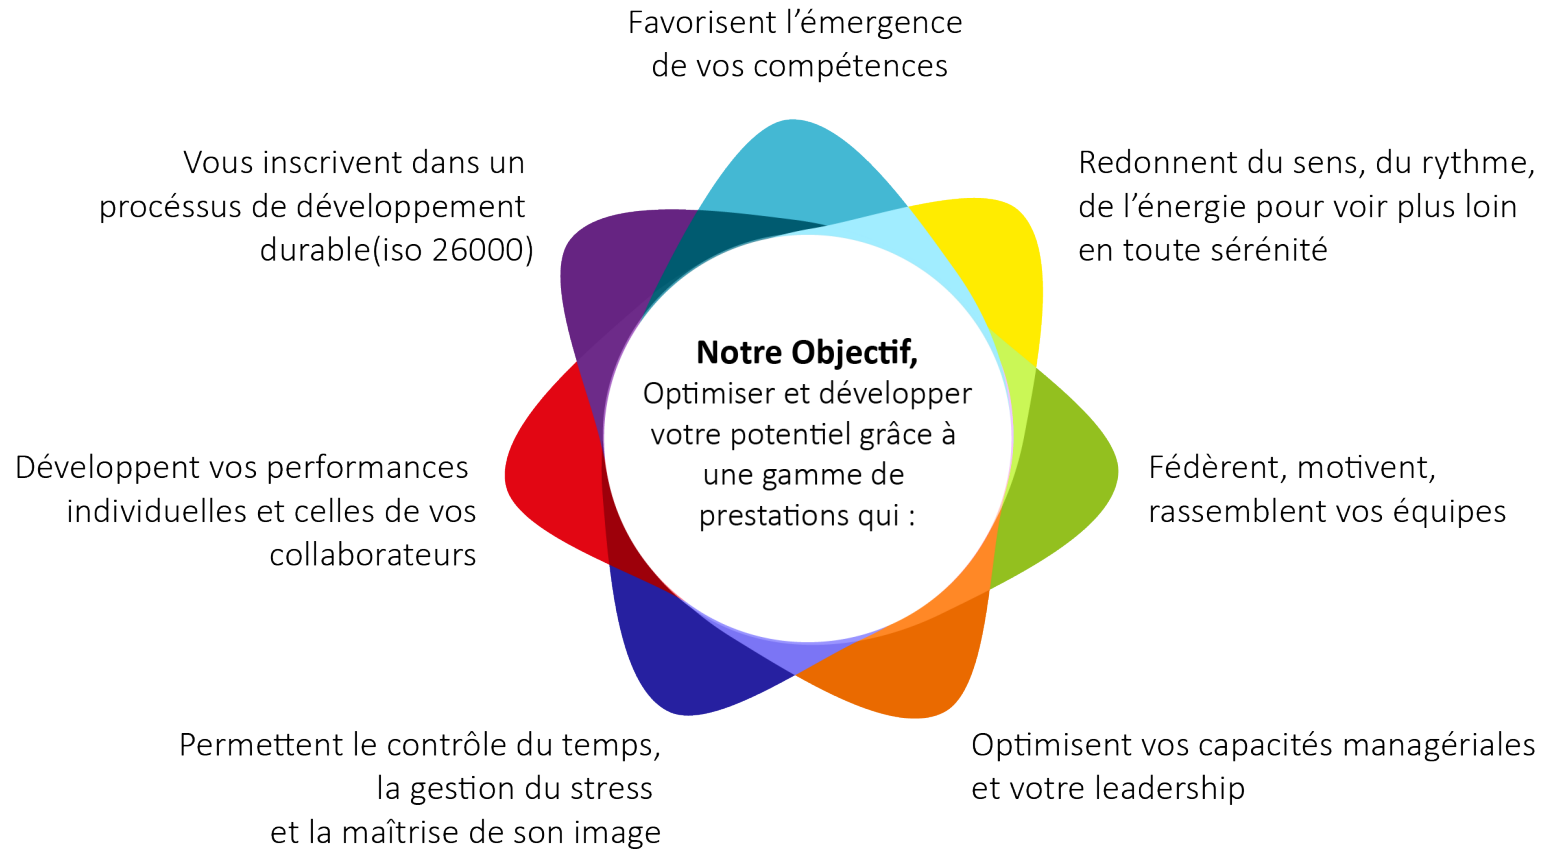 Favorisent l’émergence
de vos compétences
Redonnent du sens, du rythme,
de l’énergie pour voir plus loin
en toute sérénité
Fédèrent, motivent,
rassemblent vos équipes
Optimisent vos capacités managériales
et votre leadership
Permettent le contrôle du temps,
la gestion du stress
et la maîtrise de son image
Développent vos performances
individuelles et celles de vos
collaborateurs
Vous inscrivent dans un
procéssus de développement
durable(iso 26000)
Notre Objectif,
Optimiser et développer
votre potentiel grâce à
une gamme de
prestations qui :